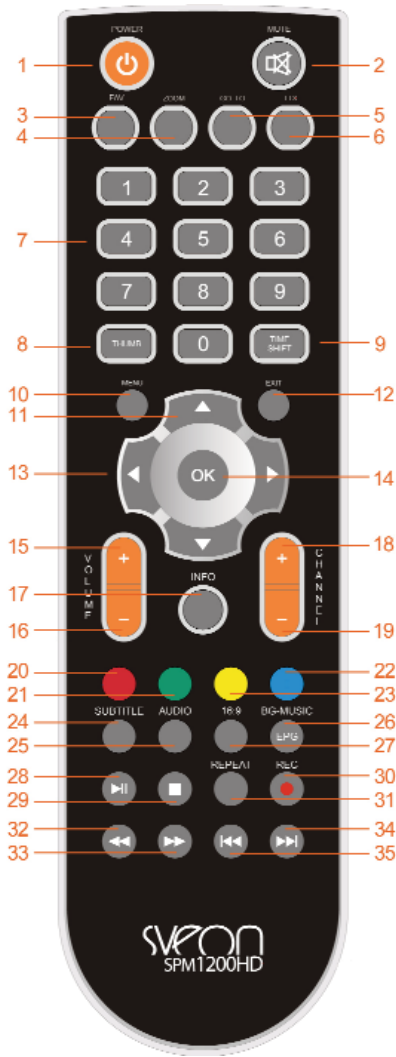 POWER MUTE
1 2
FAV ZOOM GO TO
3 5
4 6
1 2 3
7 4 5 6
7 8 9
8 THUMB 0 TIME SHIFT 9
MENU EXIT
10 12
11
13 OK 14
15 + + 18
VOLUME CHANNEL
INFO
17
16 − − 19
20 22
21 23
SUBTITLE AUDIO 16:9 BG-MUSIC
24 EPG 26
25 27
REPEAT REC
28 30
29 31
32 34
33 35
sveon
SPM1200HD